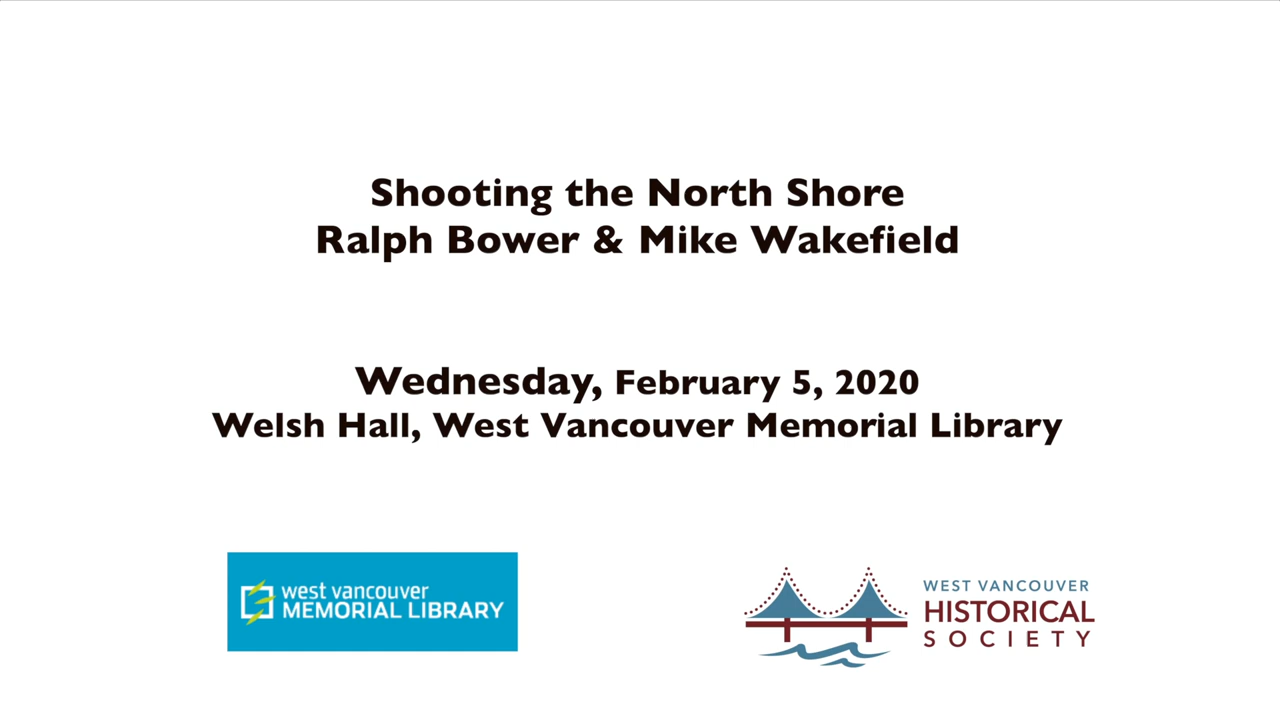 Shooting the North Shore
Ralph Bower & Mike Wakefield
Wednesday, February 5, 2020
Welsh Hall, West Vancouver Memorial Library
west vancouver
MEMORIAL LIBRARY
WEST VANCOUVER
HISTORICAL
SOCIETY